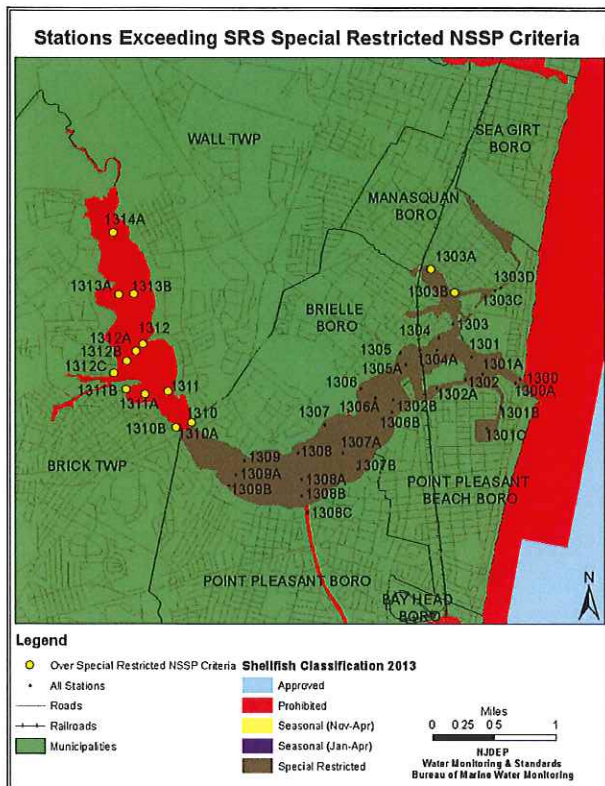 Stations Exceeding SRS Special Restricted NSSP Criteria
WALL TWP
SEA GIRT
BORO
MANASQUAN
BORO
1314A
1303A
1313A
1313B
1303B
1303D
1303C
BRIELLE
BORO
1312
1304
1303
1312A
1312B
1301
1305
1304A
1312C
1305A
1301A
1306
1302
1300
1300A
1311B
1311
1302A
1311A
1306A
1302B
1310
1307
1306B
1301B
1310B
1310A
1301C
BRICK TWP
1309
1308
1307A
POINT PLEASANT
BEACH BORO
1309A
1308A
1307B
1309B
1308B
1308C
POINT PLEASANT BORO
BAY HEAD
BORO
N
Legend
Over Special Restricted NSSP Criteria
All Stations
Roads
Railroads
Municipalities
Shellfish Classification 2013
Approved
Prohibited
Seasonal (Nov-Apr)
Seasonal (Jan-Apr)
Special Restricted
Miles
0 0.25 0.5 1
NJDEP
Water Monitoring & Standards
Bureau of Marine Water Monitoring